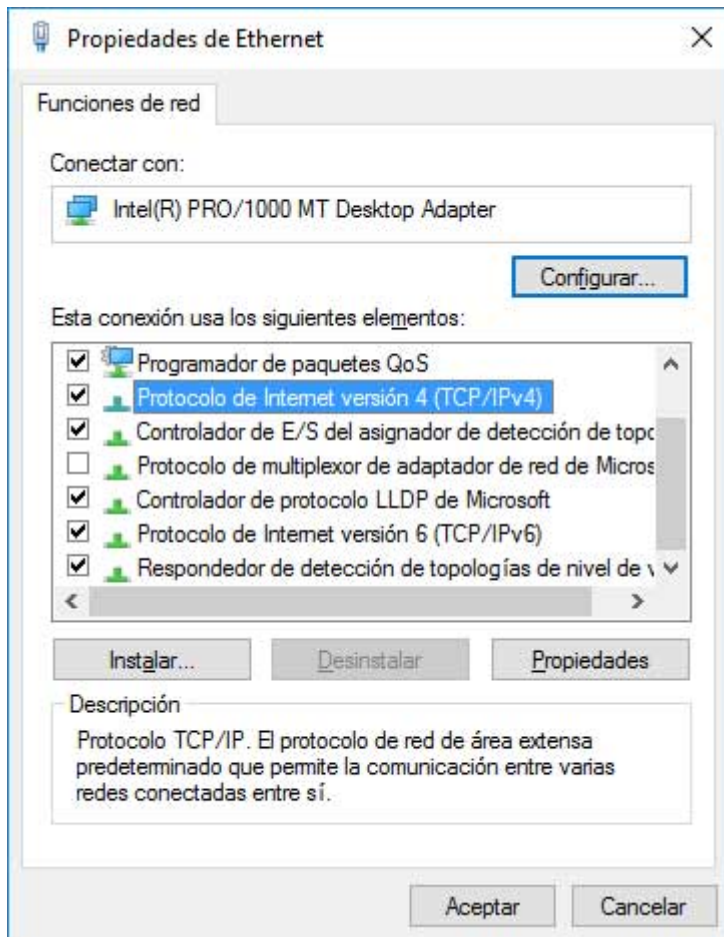 Propiedades de Ethernet
Funciones de red
Conectar con:
Intel(R) PRO/1000 MT Desktop Adapter
Configurar...
Esta conexión usa los siguientes elementos:
Programador de paquetes QoS
Protocolo de Internet versión 4 (TCP/IPv4)
Controlador de E/S del asignador de detección de topo
Protocolo de multiplexor de adaptador de red de Micros
Controlador de protocolo LLDP de Microsoft
Protocolo de Internet versión 6 (TCP/IPv6)
Respondedor de detección de topologías de nivel de v
Instalar... Desinstalar Propiedades
Descripción
Protocolo TCP/IP. El protocolo de red de área extensa
predeterminado que permite la comunicación entre varias
redes conectadas entre sí.
Aceptar Cancelar